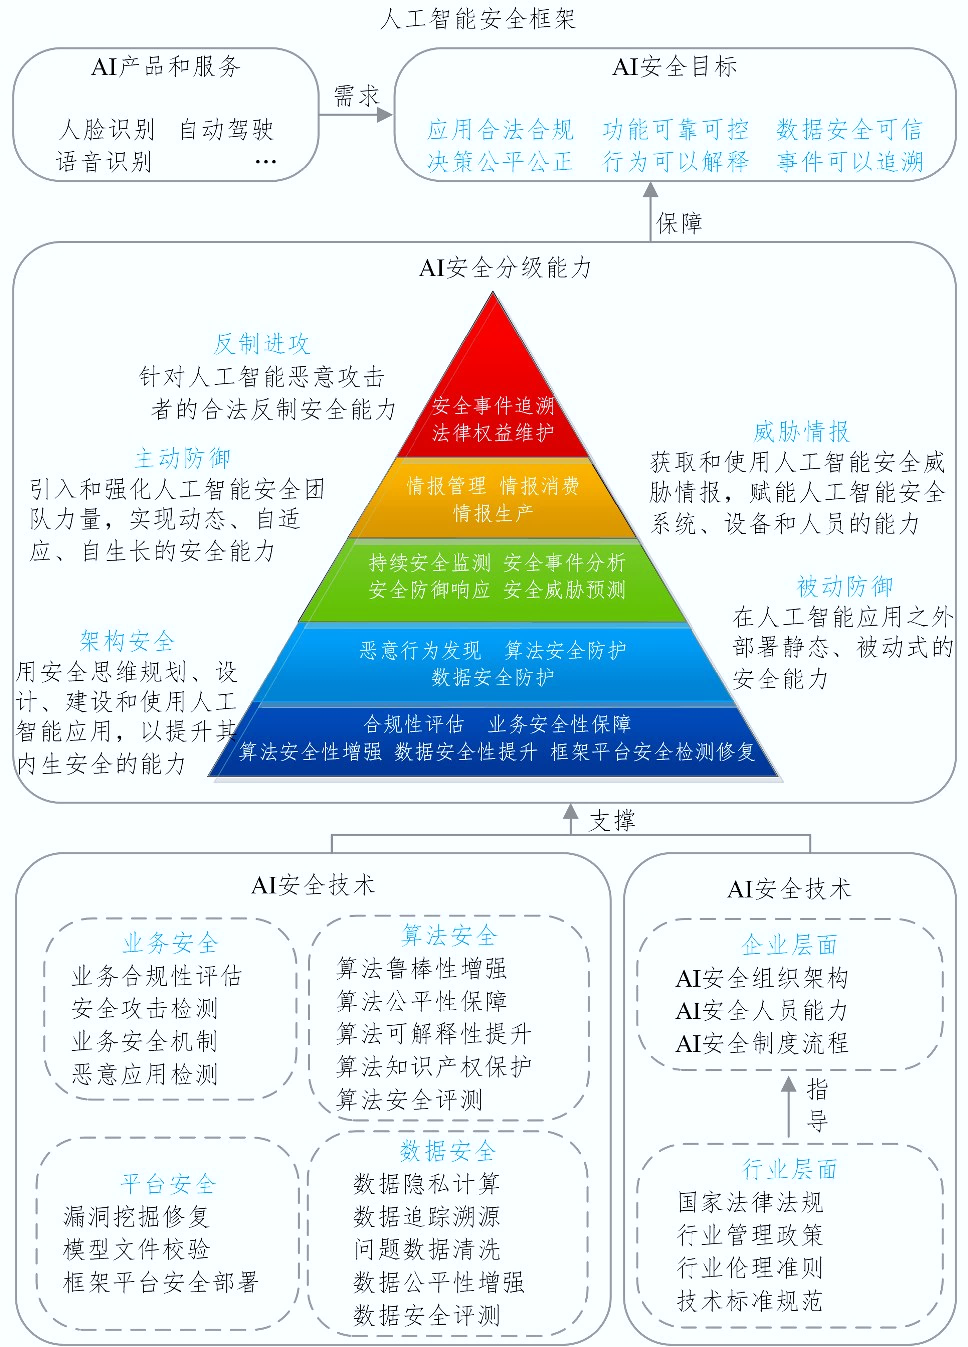 人工智能安全框架
AI产品和服务
人脸识别 自动驾驶
语音识别 …
需求
AI安全目标
应用合法合规 功能可靠可控 数据安全可信
决策公平公正 行为可以解释 事件可以追溯
保障
AI安全分级能力
反制进攻
针对人工智能恶意攻击
者的合法反制安全能力
主动防御
引入和强化人工智能安全团
队力量，实现动态、自适
应、自生长的安全能力
架构安全
用安全思维规划、设
计、建设和使用人工
智能应用，以提升其
内生安全的能力
安全事件追溯
法律权益维护
情报管理 情报消费
情报生产
持续安全监测 安全事件分析
安全防御响应 安全威胁预测
恶意行为发现 算法安全防护
数据安全防护
合规性评估 业务安全性保障
算法安全性增强 数据安全性提升 框架平台安全检测修复
威胁情报
获取和使用人工智能安全威
胁情报，赋能人工智能安全
系统、设备和人员的能力
被动防御
在人工智能应用之外
部署静态、被动式的
安全能力
支撑
AI安全技术
业务安全
业务合规性评估
安全攻击检测
业务安全机制
恶意应用检测
算法安全
算法鲁棒性增强
算法公平性保障
算法可解释性提升
算法知识产权保护
算法安全评测
平台安全
漏洞挖掘修复
模型文件校验
框架平台安全部署
数据安全
数据隐私计算
数据追踪溯源
问题数据清洗
数据公平性增强
数据安全评测
AI安全技术
企业层面
AI安全组织架构
AI安全人员能力
AI安全制度流程
指
导
行业层面
国家法律法规
行业管理政策
行业伦理准则
技术标准规范